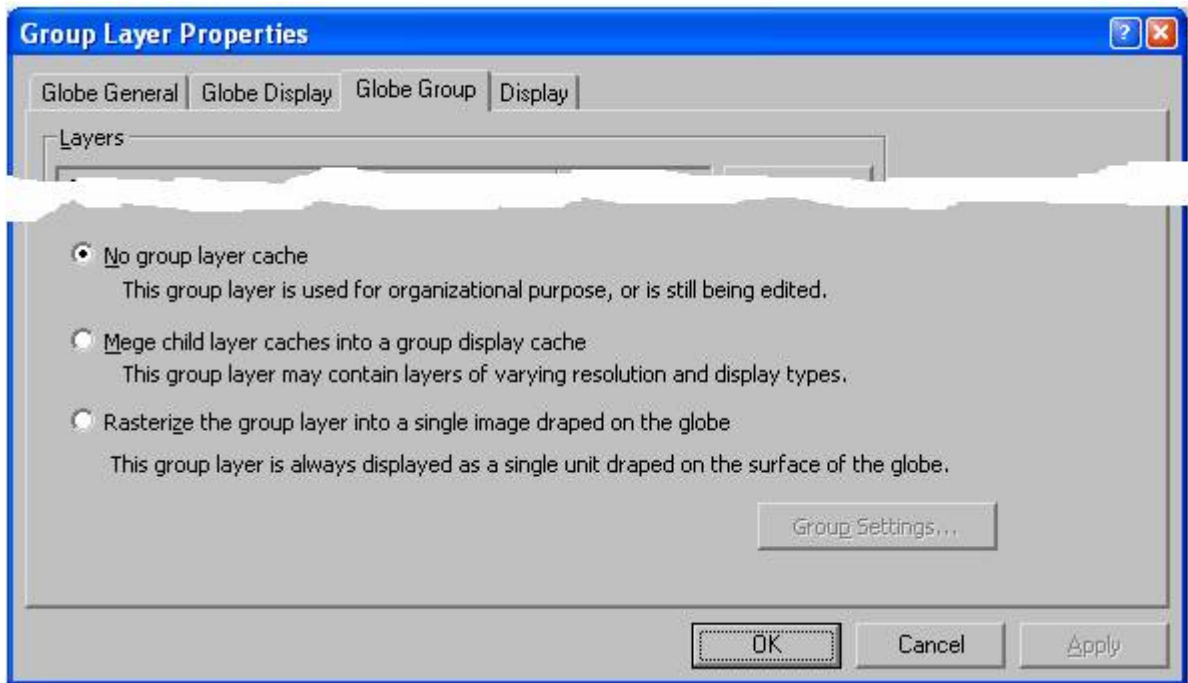 Group Layer Properties
Globe General Globe Display Globe Group Display
Layers
No group layer cache
This group layer is used for organizational purpose, or is still being edited.
Mege child layer caches into a group display cache
This group layer may contain layers of varying resolution and display types.
Rasterize the group layer into a single image draped on the globe
This group layer is always displayed as a single unit draped on the surface of the globe.
Group Settings...
OK Cancel Apply